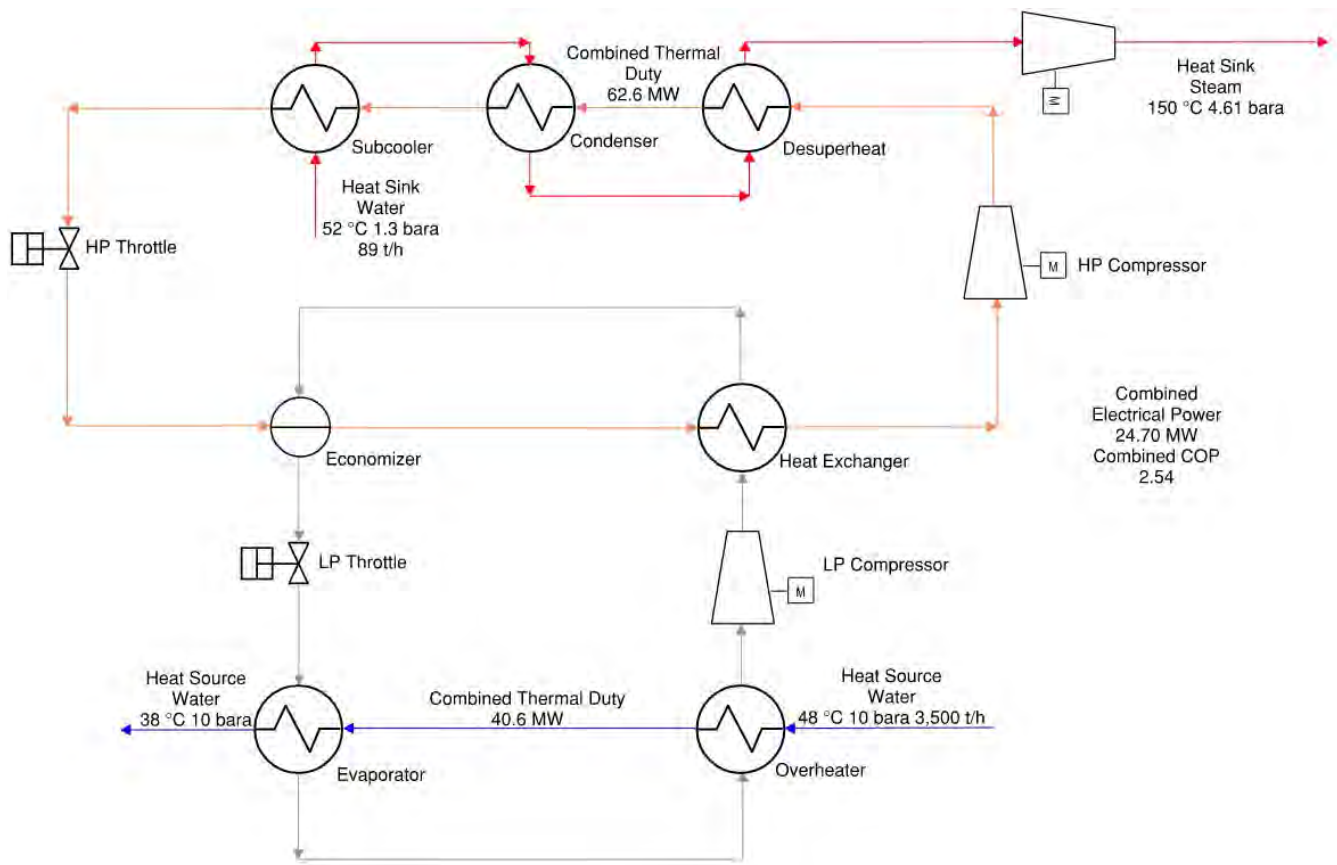 Combined Thermal
Duty
62.6 MW
Heat Sink
Steam
150 °C 4.61 bara
M
Subcooler
Condenser
Desuperheat
Heat Sink
Water
52 °C 1.3 bara
89 t/h
HP Throttle
M
HP Compressor
Combined
Electrical Power
24.70 MW
Combined COP
2.54
Economizer
Heat Exchanger
LP Throttle
LP Compressor
M
Heat Source
Water
38 °C 10 bara
Combined Thermal Duty
40.6 MW
Heat Source
Water
48 °C 10 bara 3,500 t/h
Evaporator
Overheater